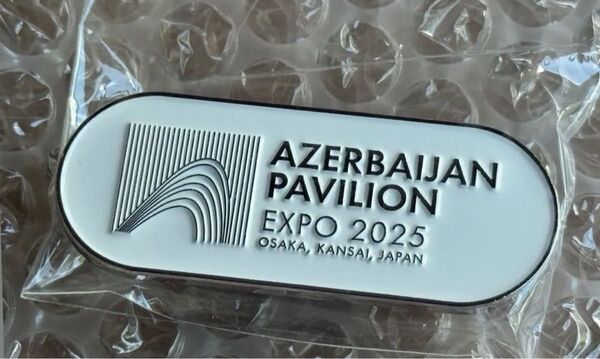 AZERBAIJAN
PAVILION
EXPO 2025
OSAKA, KANSAI, JAPAN